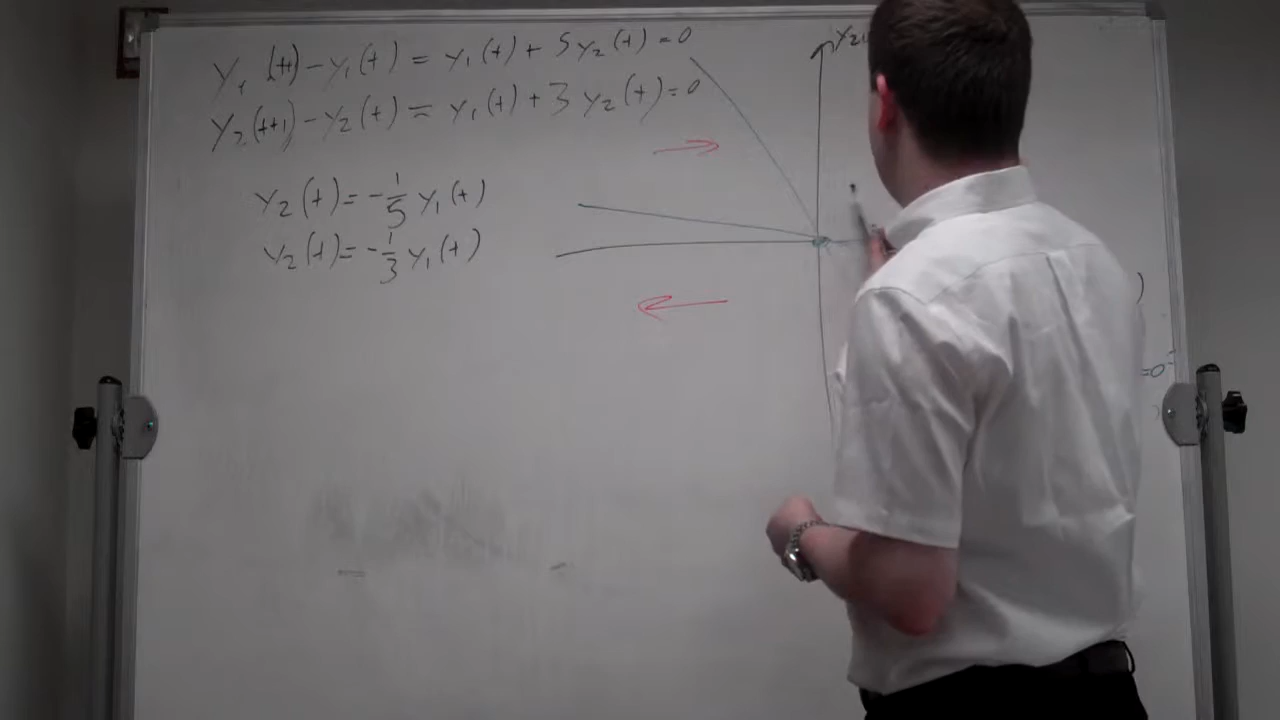 y₁(t+1) - y₁(t) = y₁(t) + 5y₂(t) = 0
y₂(t+1) - y₂(t) = y₁(t) + 3y₂(t) = 0
y₂(t) = -1/5 y₁(t)
y₂(t) = -1/3 y₁(t)
)
=0